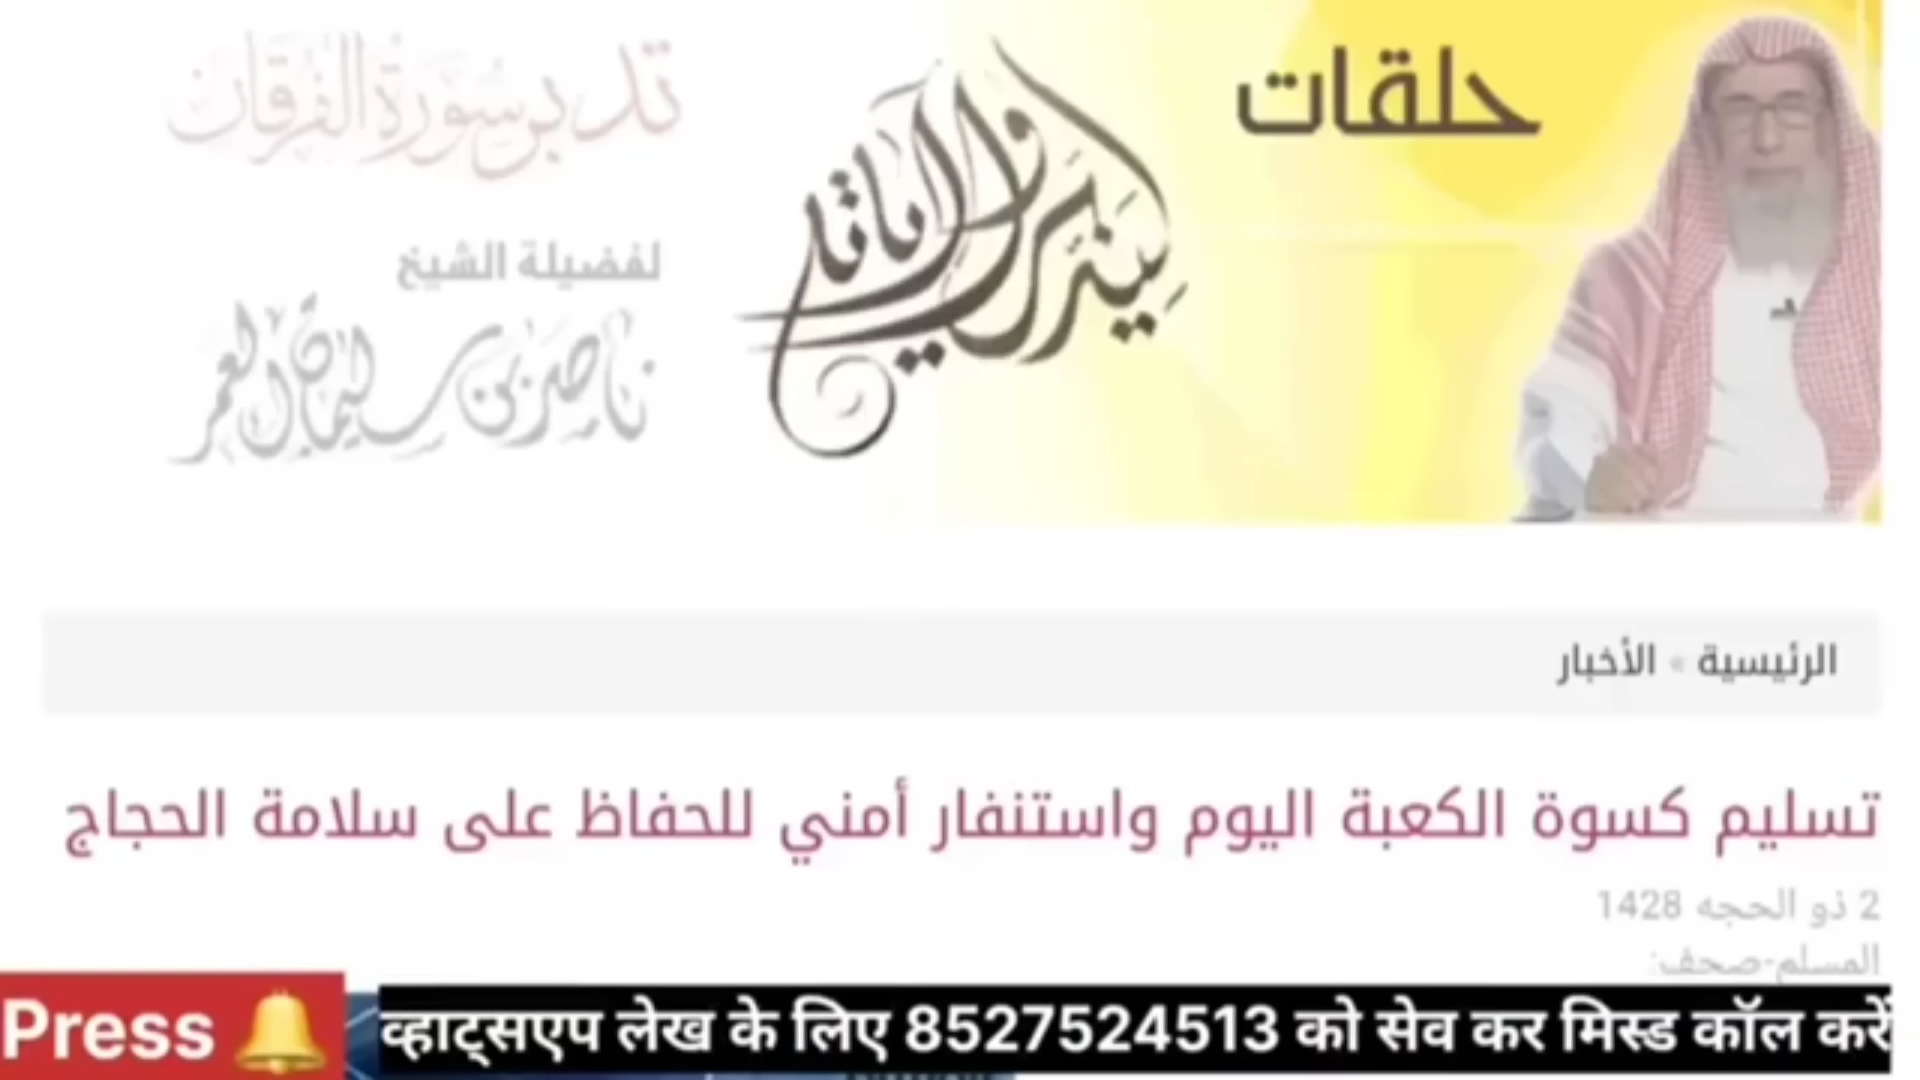 حلقات
ليدبروا آياته
تدبر سورة الفرقان
لفضيلة الشيخ
ناصر بن سليمان العمر
الرئيسية » الأخبار
تسليم كسوة الكعبة اليوم واستنفار أمني للحفاظ على سلامة الحجاج
2 ذو الحجه 1428
المسلم-صحف:
Press
व्हाट्सएप लेख के लिए 8527524513 को सेव कर मिस्ड कॉल करें